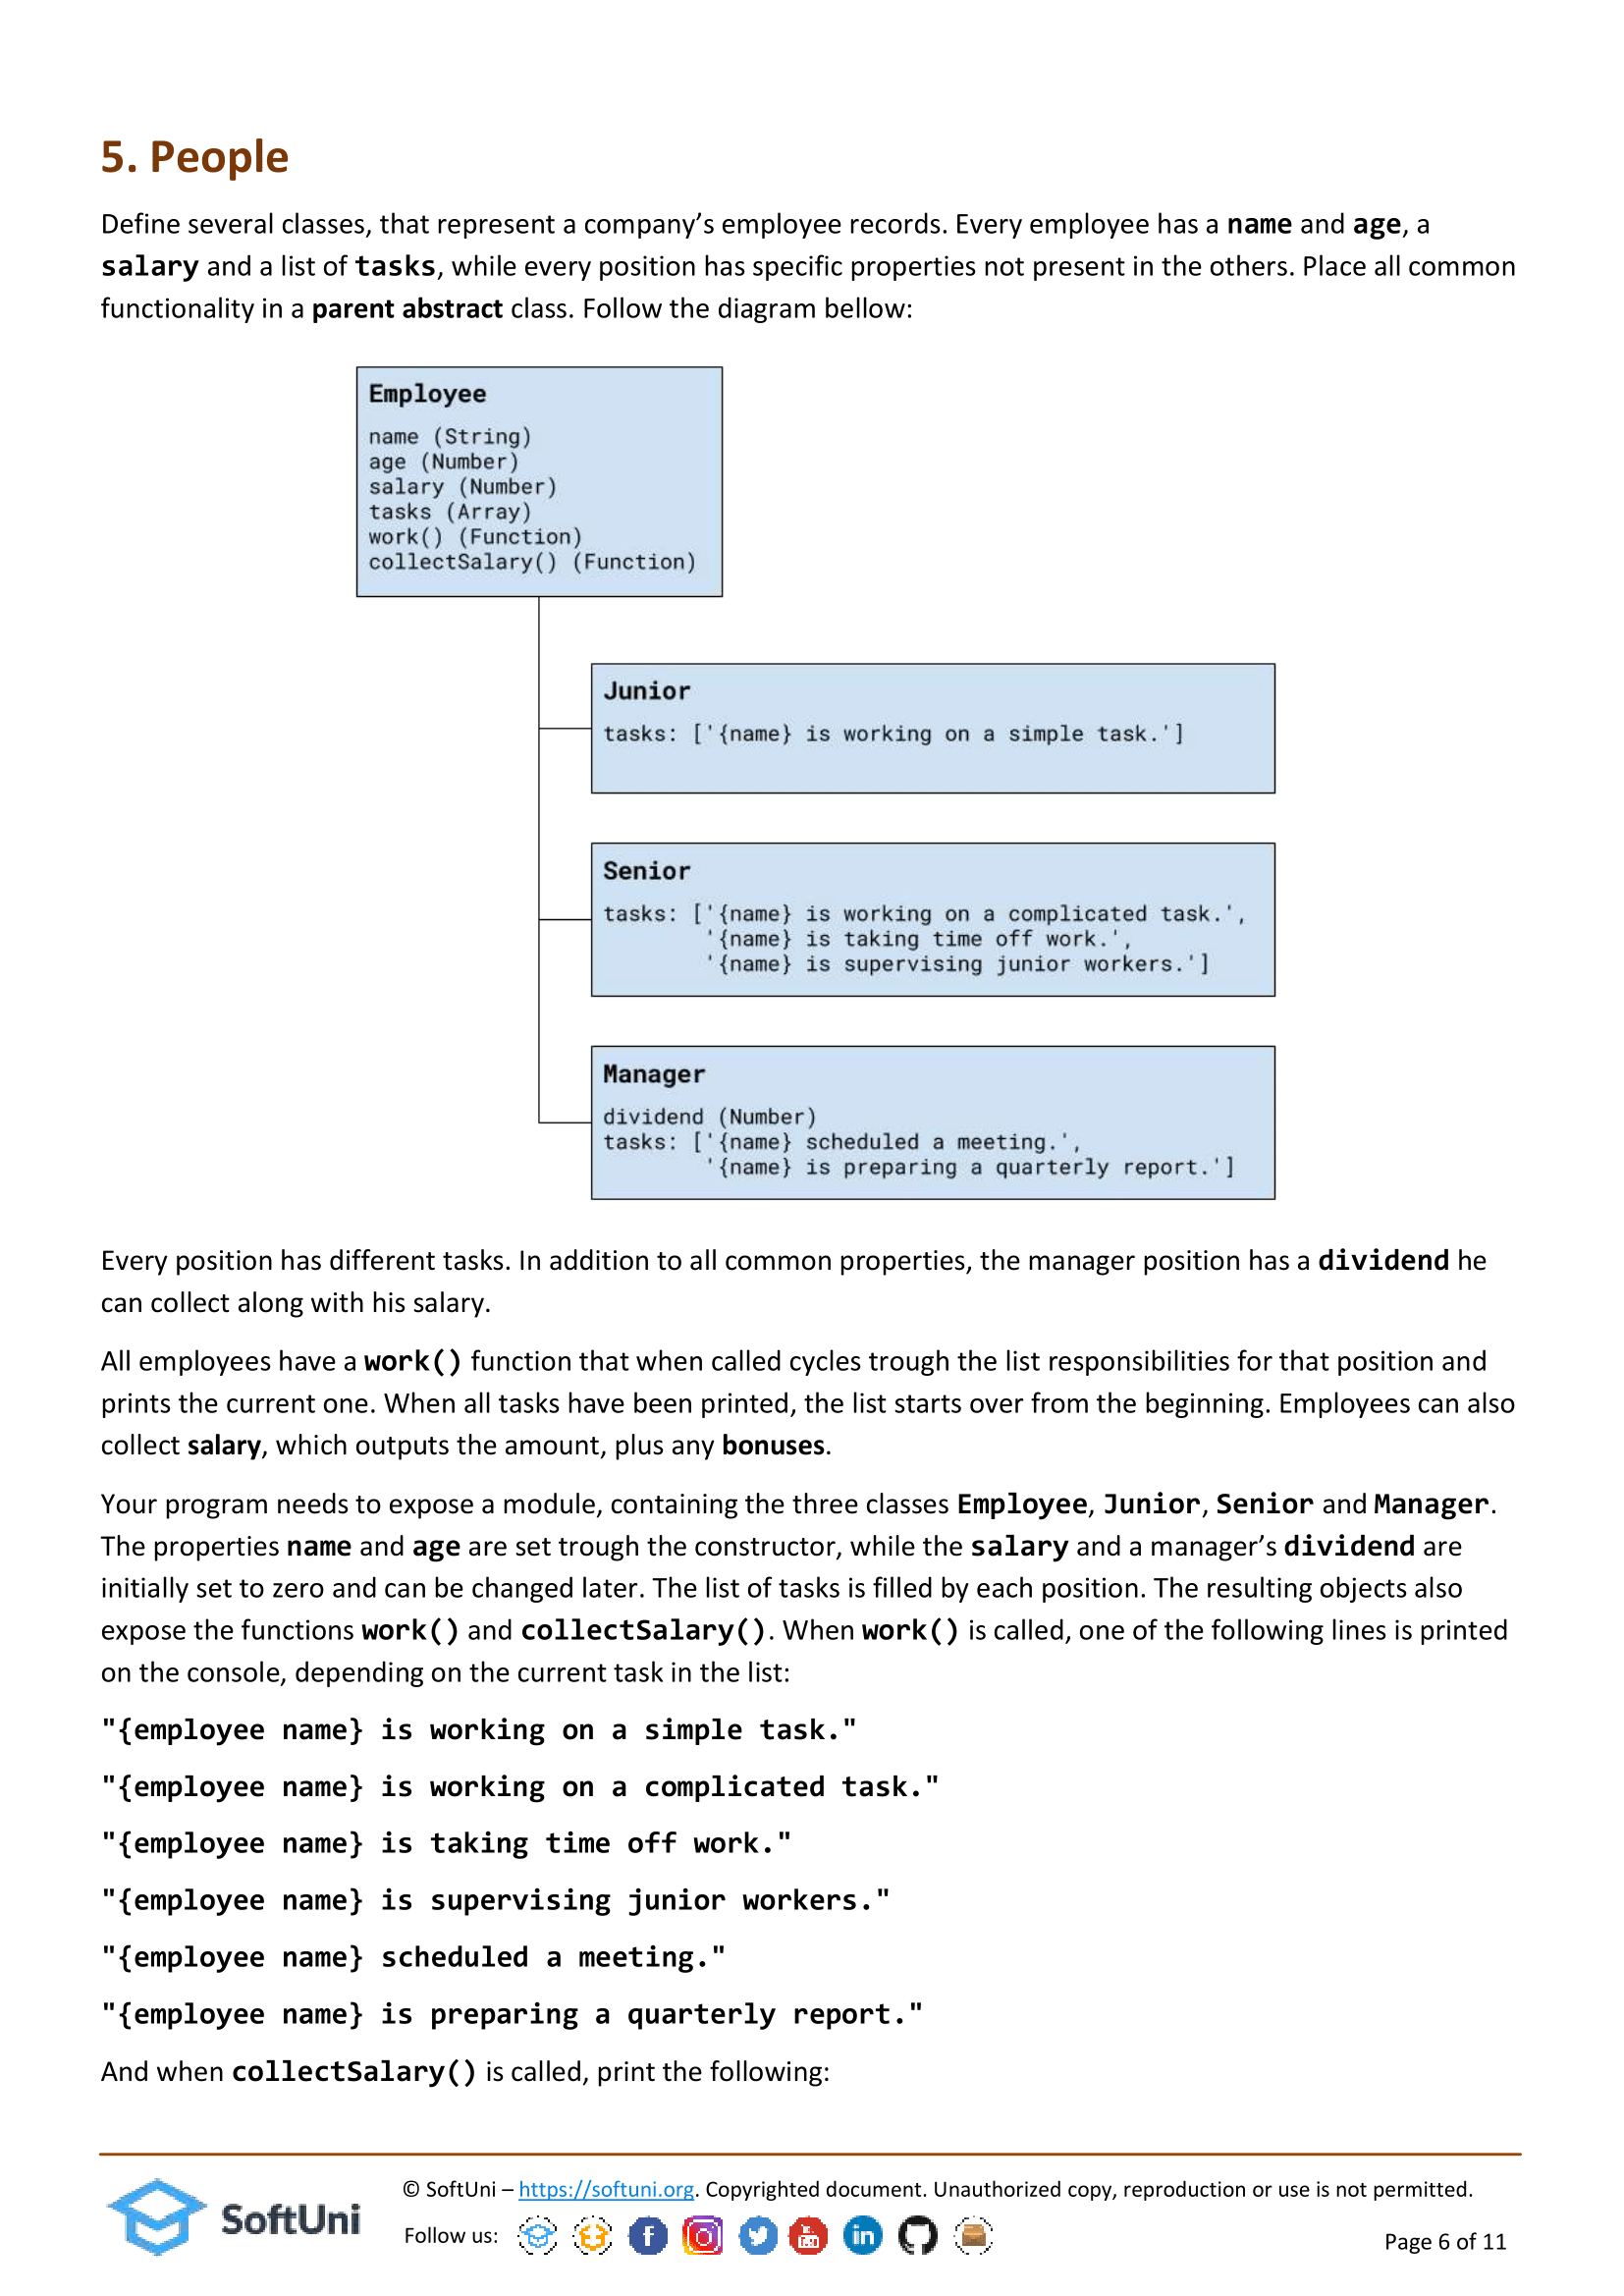 5. People
Define several classes, that represent a company’s employee records. Every employee has a name and age, a
salary and a list of tasks, while every position has specific properties not present in the others. Place all common
functionality in a parent abstract class. Follow the diagram bellow:
Employee
name (String)
age (Number)
salary (Number)
tasks (Array)
work() (Function)
collectSalary() (Function)
Junior
tasks: ['{name} is working on a simple task.']
Senior
tasks: ['{name} is working on a complicated task.',
'{name} is taking time off work.',
'{name} is supervising junior workers.']
Manager
dividend (Number)
tasks: ['{name} scheduled a meeting.',
'{name} is preparing a quarterly report.']
Every position has different tasks. In addition to all common properties, the manager position has a dividend he
can collect along with his salary.
All employees have a work() function that when called cycles trough the list responsibilities for that position and
prints the current one. When all tasks have been printed, the list starts over from the beginning. Employees can also
collect salary, which outputs the amount, plus any bonuses.
Your program needs to expose a module, containing the three classes Employee, Junior, Senior and Manager.
The properties name and age are set trough the constructor, while the salary and a manager’s dividend are
initially set to zero and can be changed later. The list of tasks is filled by each position. The resulting objects also
expose the functions work() and collectSalary(). When work() is called, one of the following lines is printed
on the console, depending on the current task in the list:
"{employee name} is working on a simple task."
"{employee name} is working on a complicated task."
"{employee name} is taking time off work."
"{employee name} is supervising junior workers."
"{employee name} scheduled a meeting."
"{employee name} is preparing a quarterly report."
And when collectSalary() is called, print the following:
SoftUni
© SoftUni – https://softuni.org. Copyrighted document. Unauthorized copy, reproduction or use is not permitted.
Follow us:
Page 6 of 11